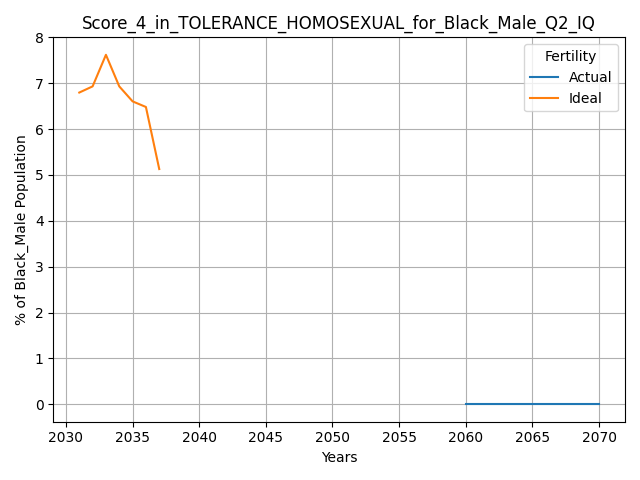 Score_4_in_TOLERANCE_HOMOSEXUAL_for_Black_Male_Q2_IQ
% of Black_Male Population
8
7
6
5
4
3
2
1
0
Fertility
Actual
Ideal
2030 2035 2040 2045 2050 2055 2060 2065 2070
Years